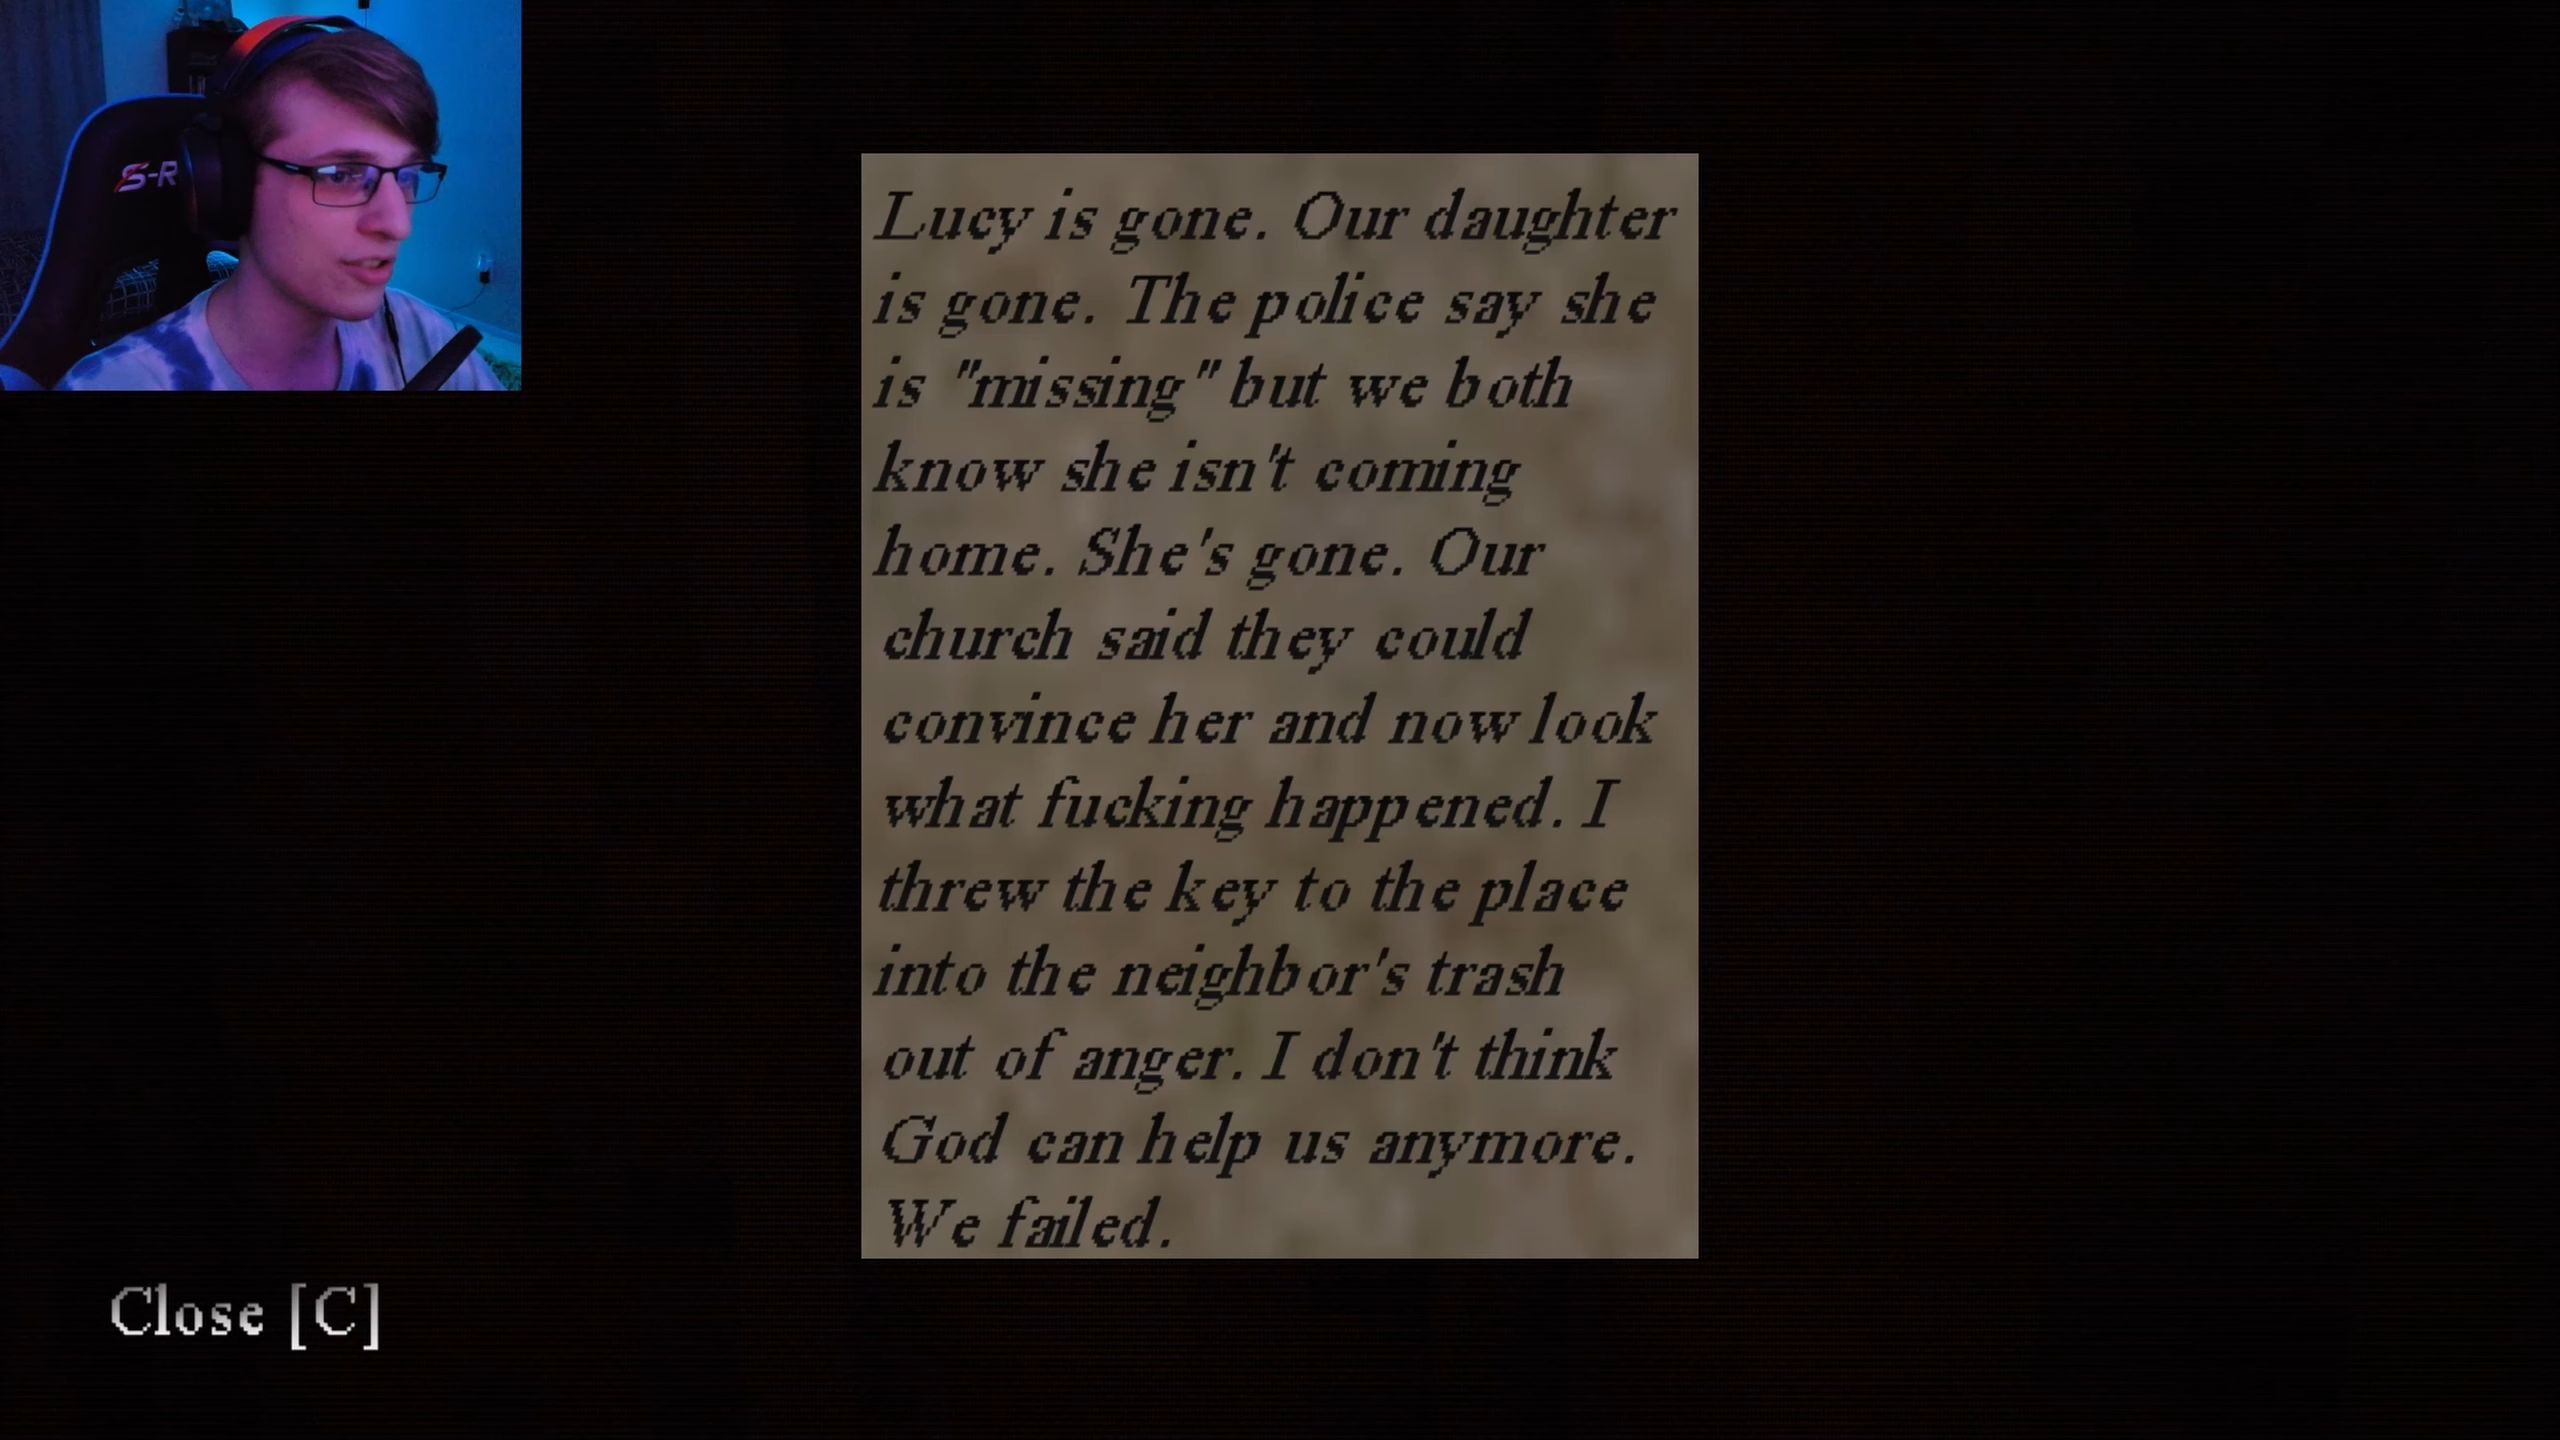 S-R
Lucy is gone. Our daughter
is gone. The police say she
is "missing" but we both
know she isn't coming
home. She's gone. Our
church said they could
convince her and now look
what fucking happened. I
threw the key to the place
into the neighbor's trash
out of anger. I don't think
God can help us anymore.
We failed.
Close [C]